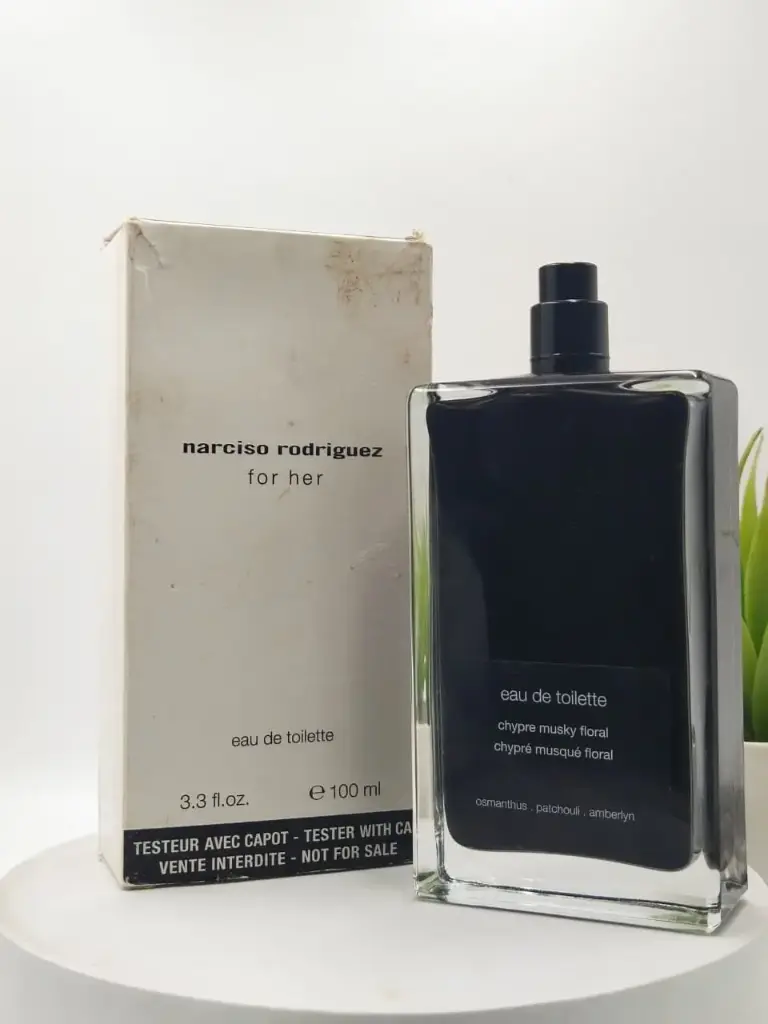 narciso rodriguez
for her
eau de toilette
3.3 fl.oz. ℮ 100 ml
TESTEUR AVEC CAPOT - TESTER WITH CA
VENTE INTERDITE - NOT FOR SALE
eau de toilette
chypre musky floral
chypré musqué floral
osmanthus . patchouli . amberlyn